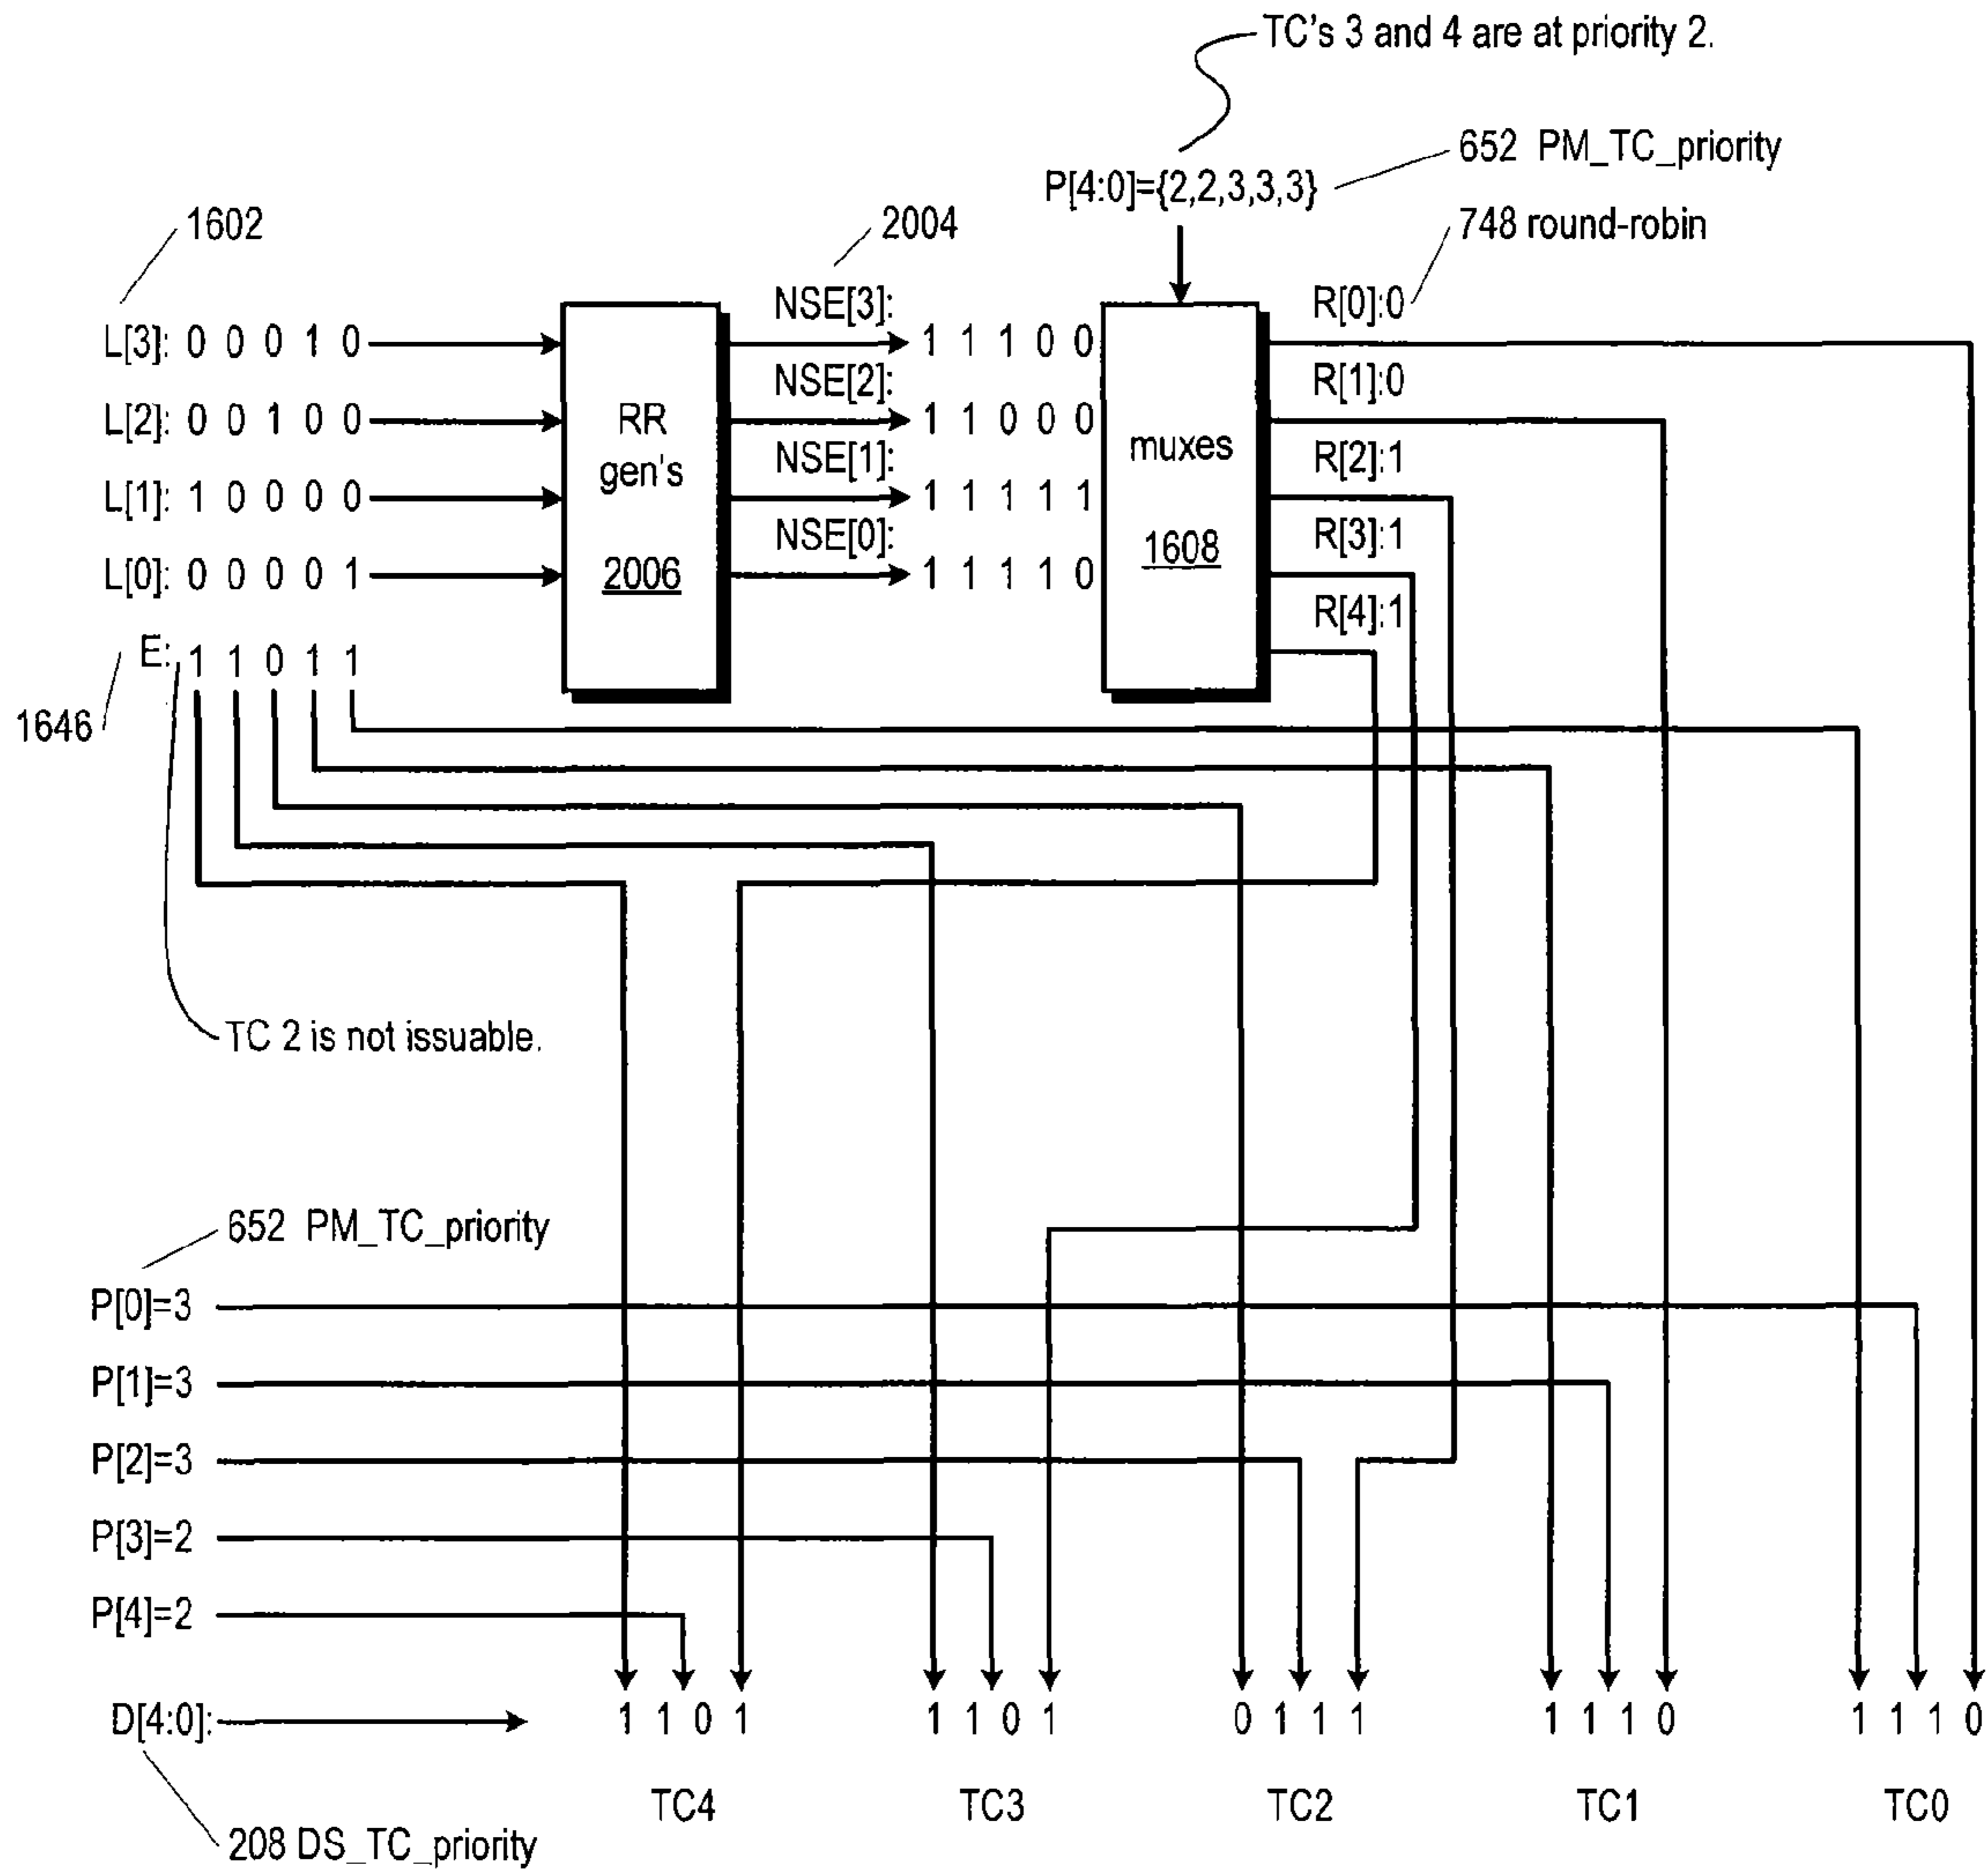 TC's 3 and 4 are at priority 2.
652 PM_TC_priority
P[4:0]={2,2,3,3,3}
1602
2004
748 round-robin
NSE[3]:
R[0]:0
L[3]: 0 0 0 1 0
1 1 1 0 0
NSE[2]:
R[1]:0
L[2]: 0 0 1 0 0
RR
1 1 0 0 0
muxes
NSE[1]:
R[2]:1
gen's
L[1]: 1 0 0 0 0
1 1 1 1 1
NSE[0]:
R[3]:1
1608
L[0]: 0 0 0 0 1
2006
1 1 1 1 0
R[4]:1
E: 1 1 0 1 1
1646
TC 2 is not issuable.
652 PM_TC_priority
P[0]=3
P[1]=3
P[2]=3
P[3]=2
P[4]=2
D[4:0]: 1 1 0 1 1 1 0 1 0 1 1 1 1 1 1 0 1 1 1 0
TC4 TC3 TC2 TC1 TC0
208 DS_TC_priority